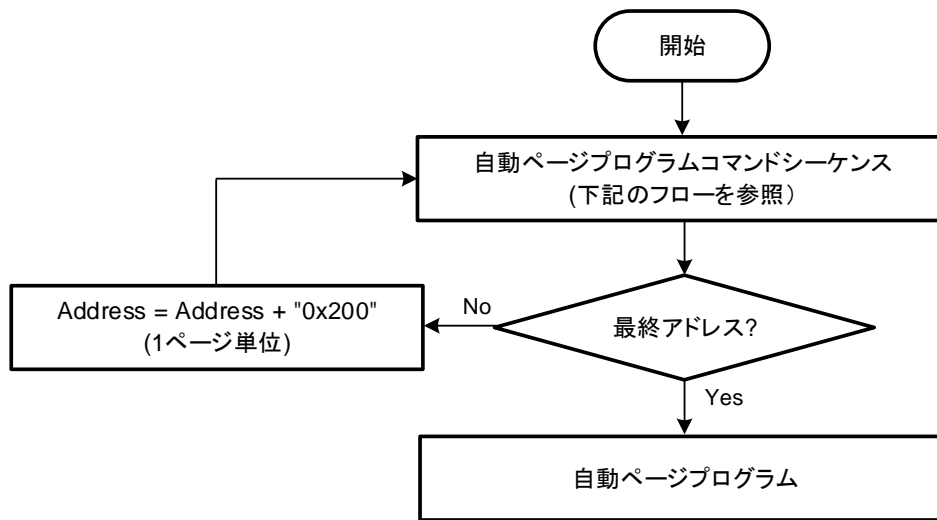 開始
自動ページプログラムコマンドシーケンス
(下記のフローを参照）
Address = Address + "0x200"
(1ページ単位)
No
最終アドレス?
Yes
自動ページプログラム